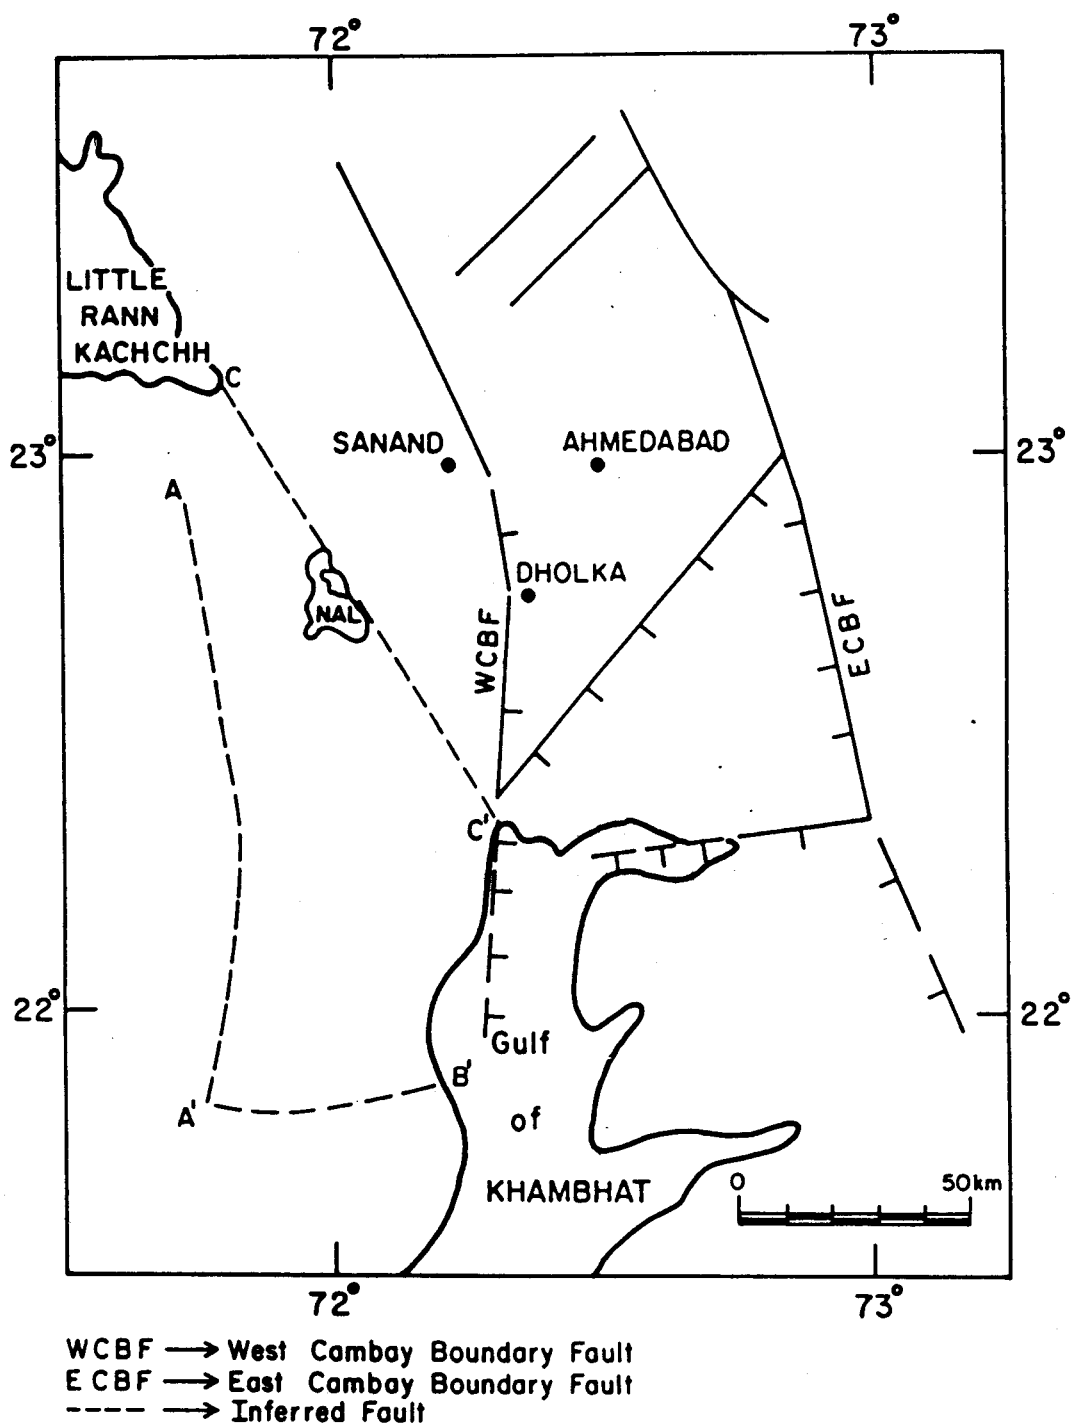 72° 73°
LITTLE
RANN
KACHCHH
C
SANAND AHMEDABAD
23° 23°
A
DHOLKA
NAL
WCBF
ECBF
C'
22° 22°
Gulf
B'
A'
of
KHAMBHAT
0 50km
72° 73°
WCBF → West Cambay Boundary Fault
ECBF → East Cambay Boundary Fault
---- → Inferred Fault